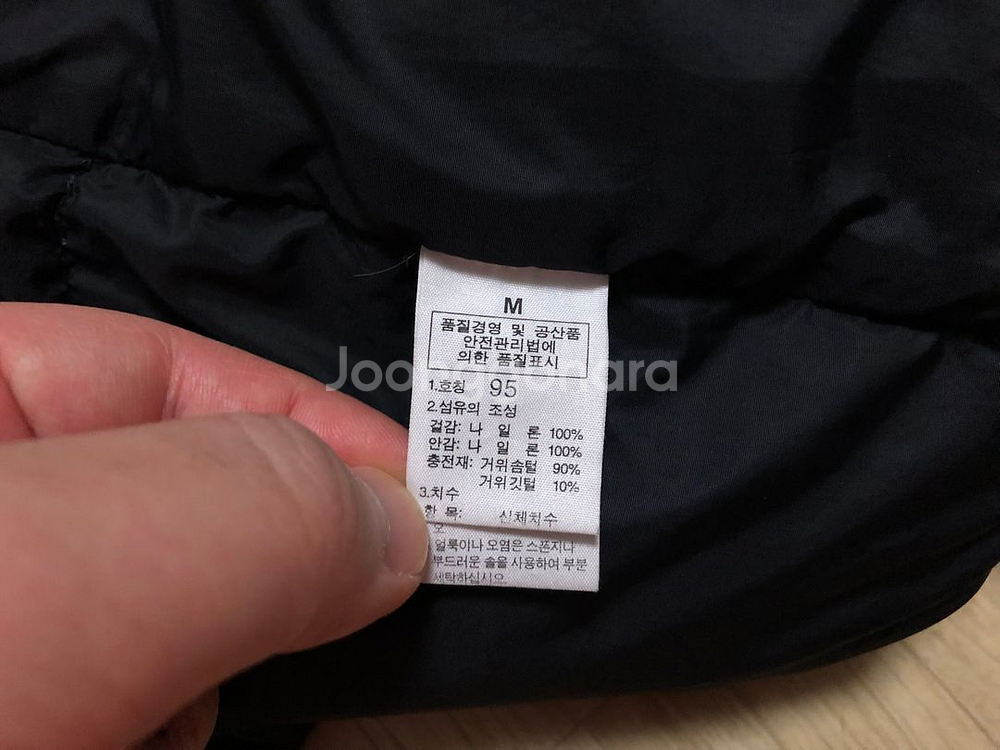 M
품질경영 및 공산품
안전관리법에
의한 품질표시
1.호칭 95
2.섬유의 조성
겉감: 나 일 론 100%
안감: 나 일 론 100%
충전재: 거위솜털 90%
거위깃털 10%
3.치수
항 목: 신체치수
얼룩이나 오염은 스폰지나
부드러운 솔을 사용하여 부분
세탁하십시오